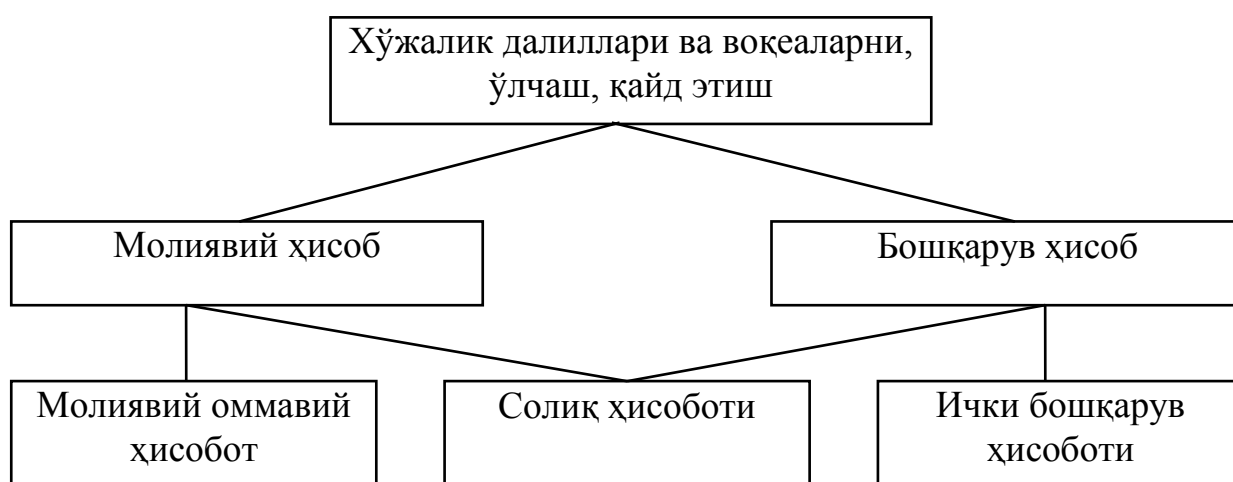 Хўжалик далиллари ва воқеаларни,
ўлчаш, қайд этиш
Молиявий ҳисоб
Бошқарув ҳисоб
Молиявий оммавий
ҳисобот
Солиқ ҳисоботи
Ички бошқарув
ҳисоботи